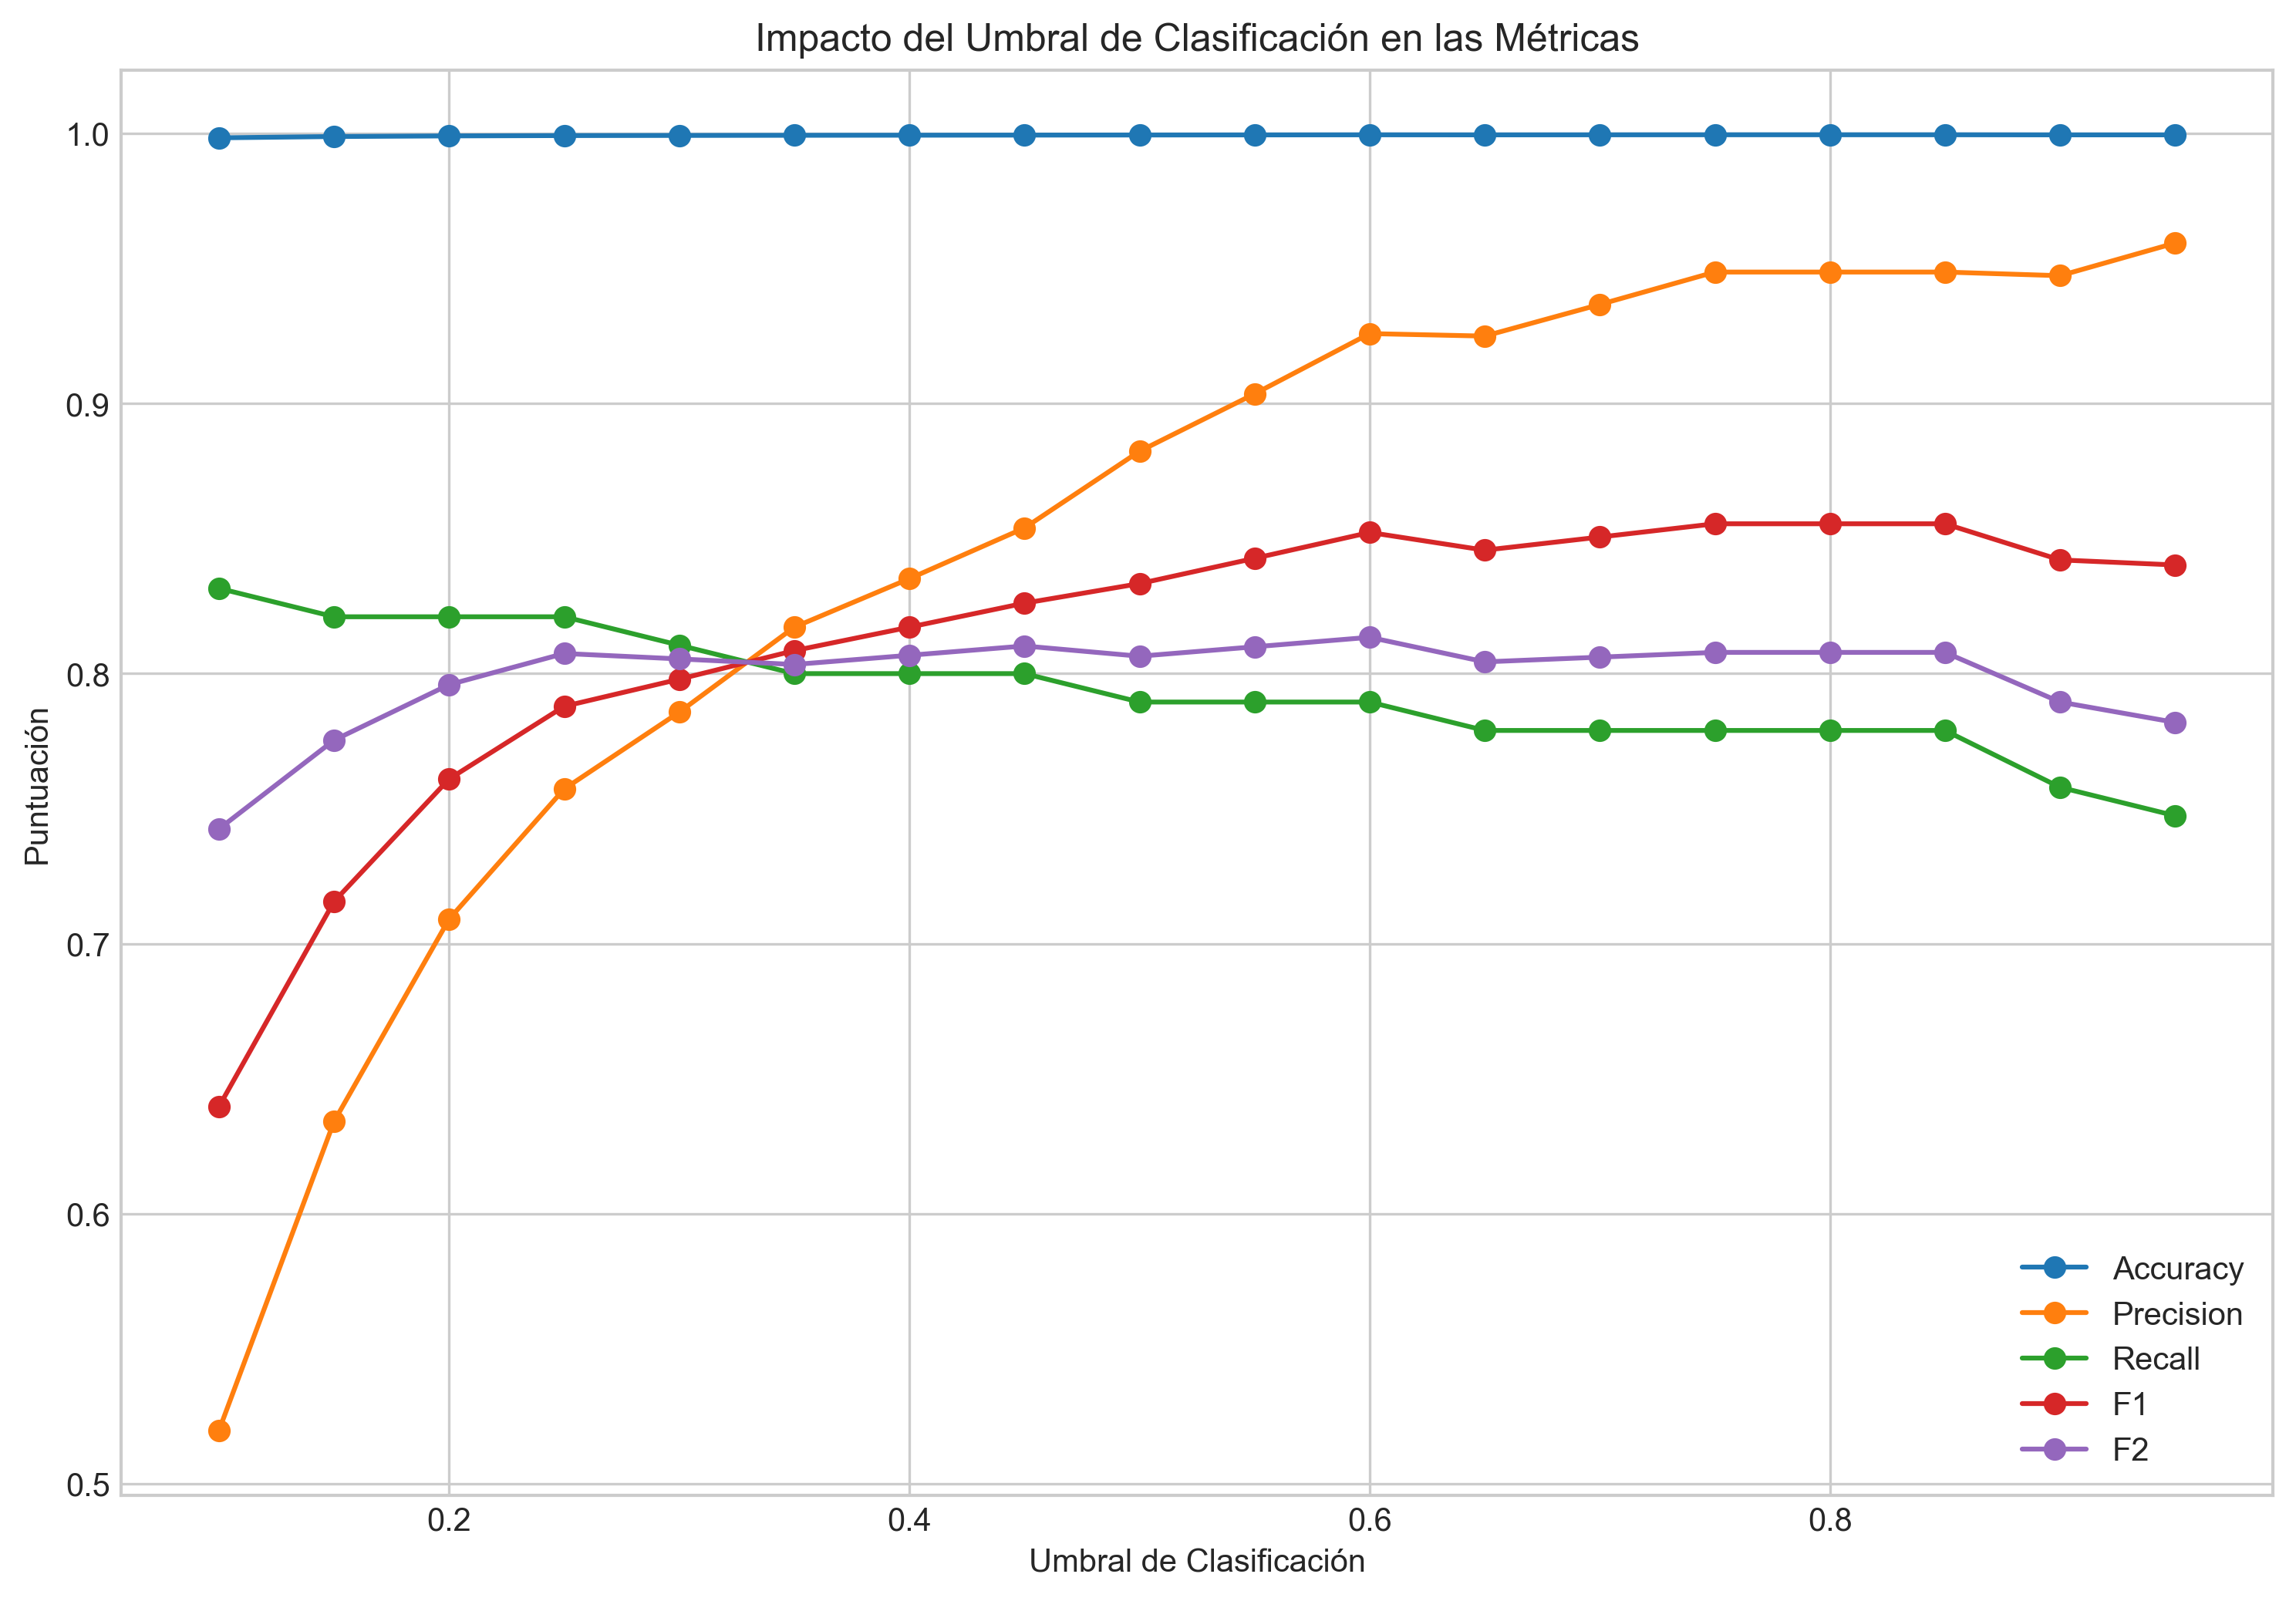 Impacto del Umbral de Clasificación en las Métricas
Puntuación
1.0
0.9
0.8
0.7
0.6
0.5
0.2
0.4
0.6
0.8
Umbral de Clasificación
Accuracy
Precision
Recall
F1
F2